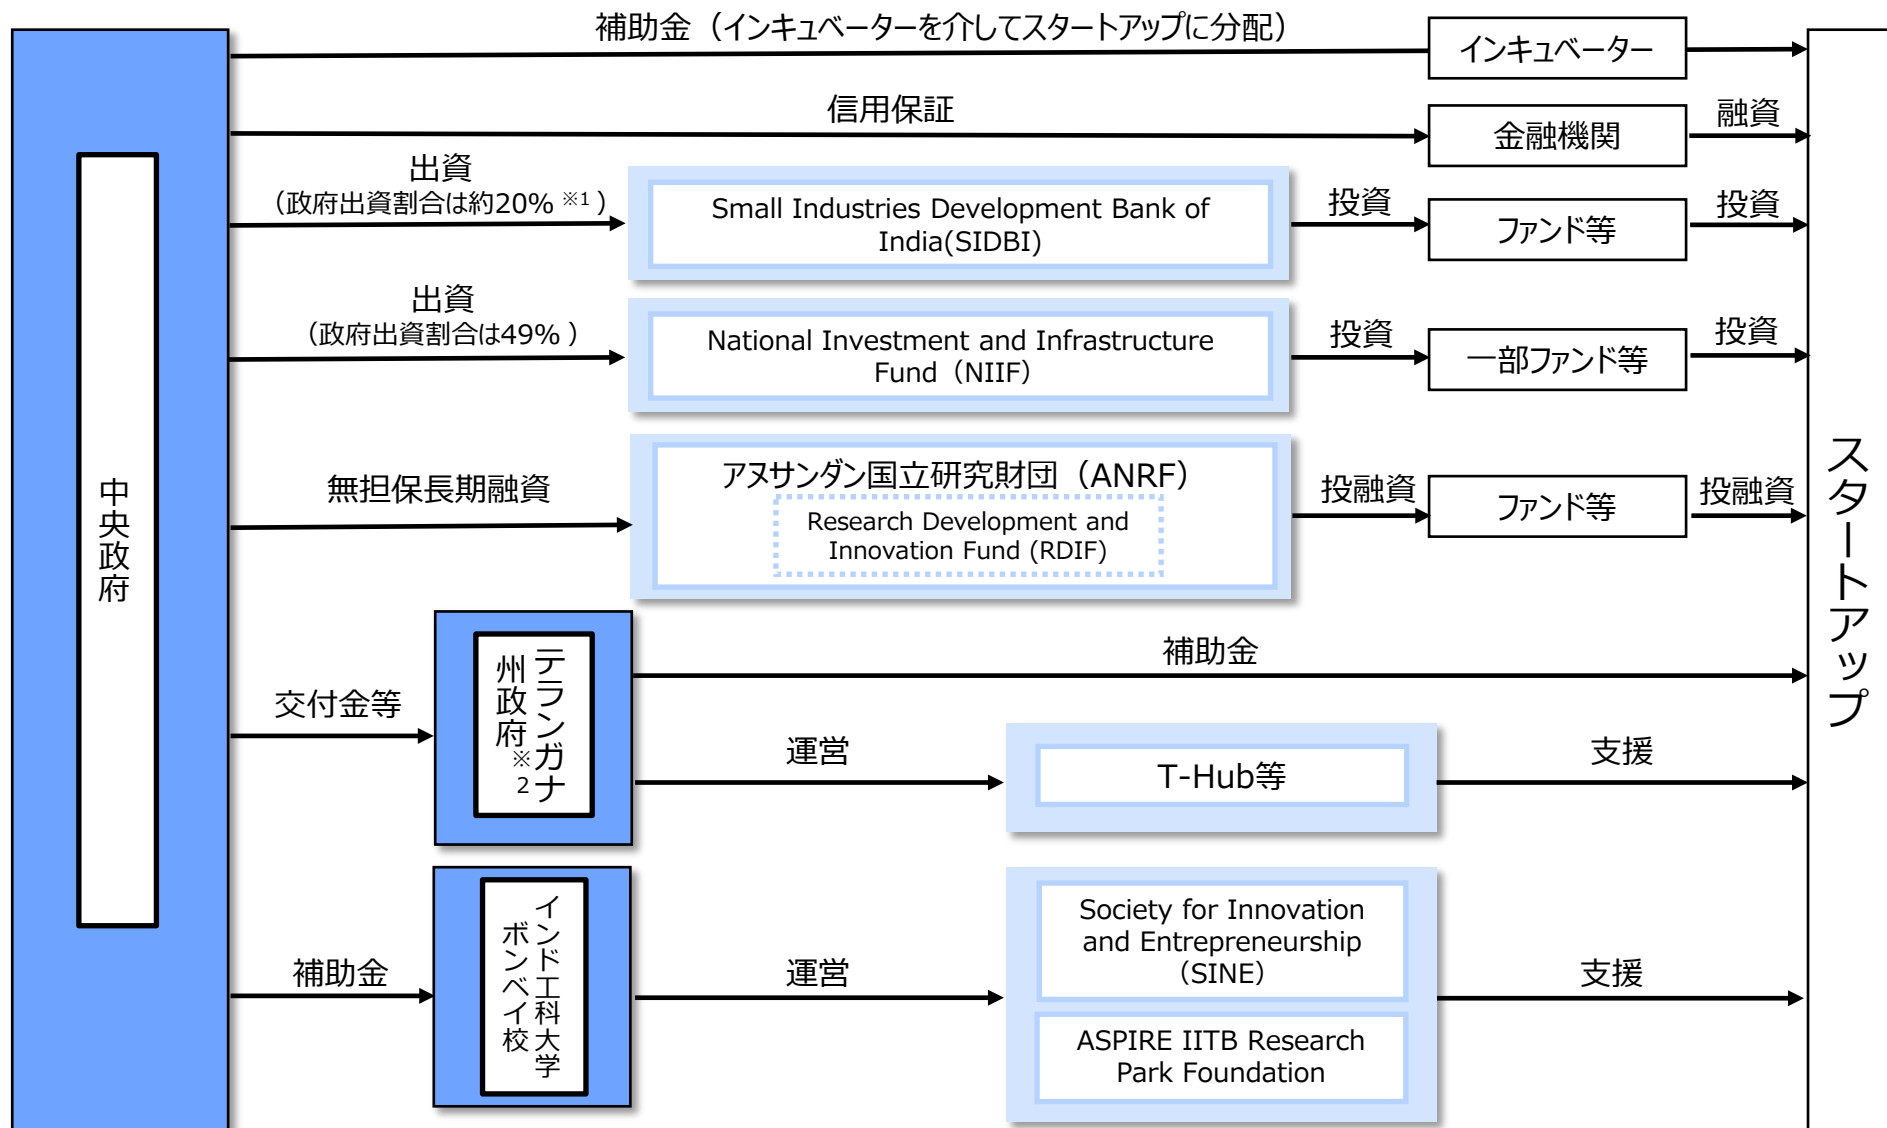 補助金（インキュベーターを介してスタートアップに分配）
インキュベーター
信用保証
金融機関
融資
出資
（政府出資割合は約20% ※1 ）
Small Industries Development Bank of
India(SIDBI)
投資
ファンド等
投資
出資
（政府出資割合は49% ）
National Investment and Infrastructure
Fund（NIIF）
投資
一部ファンド等
投資
無担保長期融資
アヌサンダン国立研究財団（ANRF）
Research Development and
Innovation Fund (RDIF)
投融資
ファンド等
投融資
中央政府
スタートアップ
交付金等
テランガナ
州政府※2
補助金
運営
T-Hub等
支援
補助金
インド工科大学
ボンベイ校
運営
Society for Innovation
and Entrepreneurship
（SINE）
ASPIRE IITB Research
Park Foundation
支援